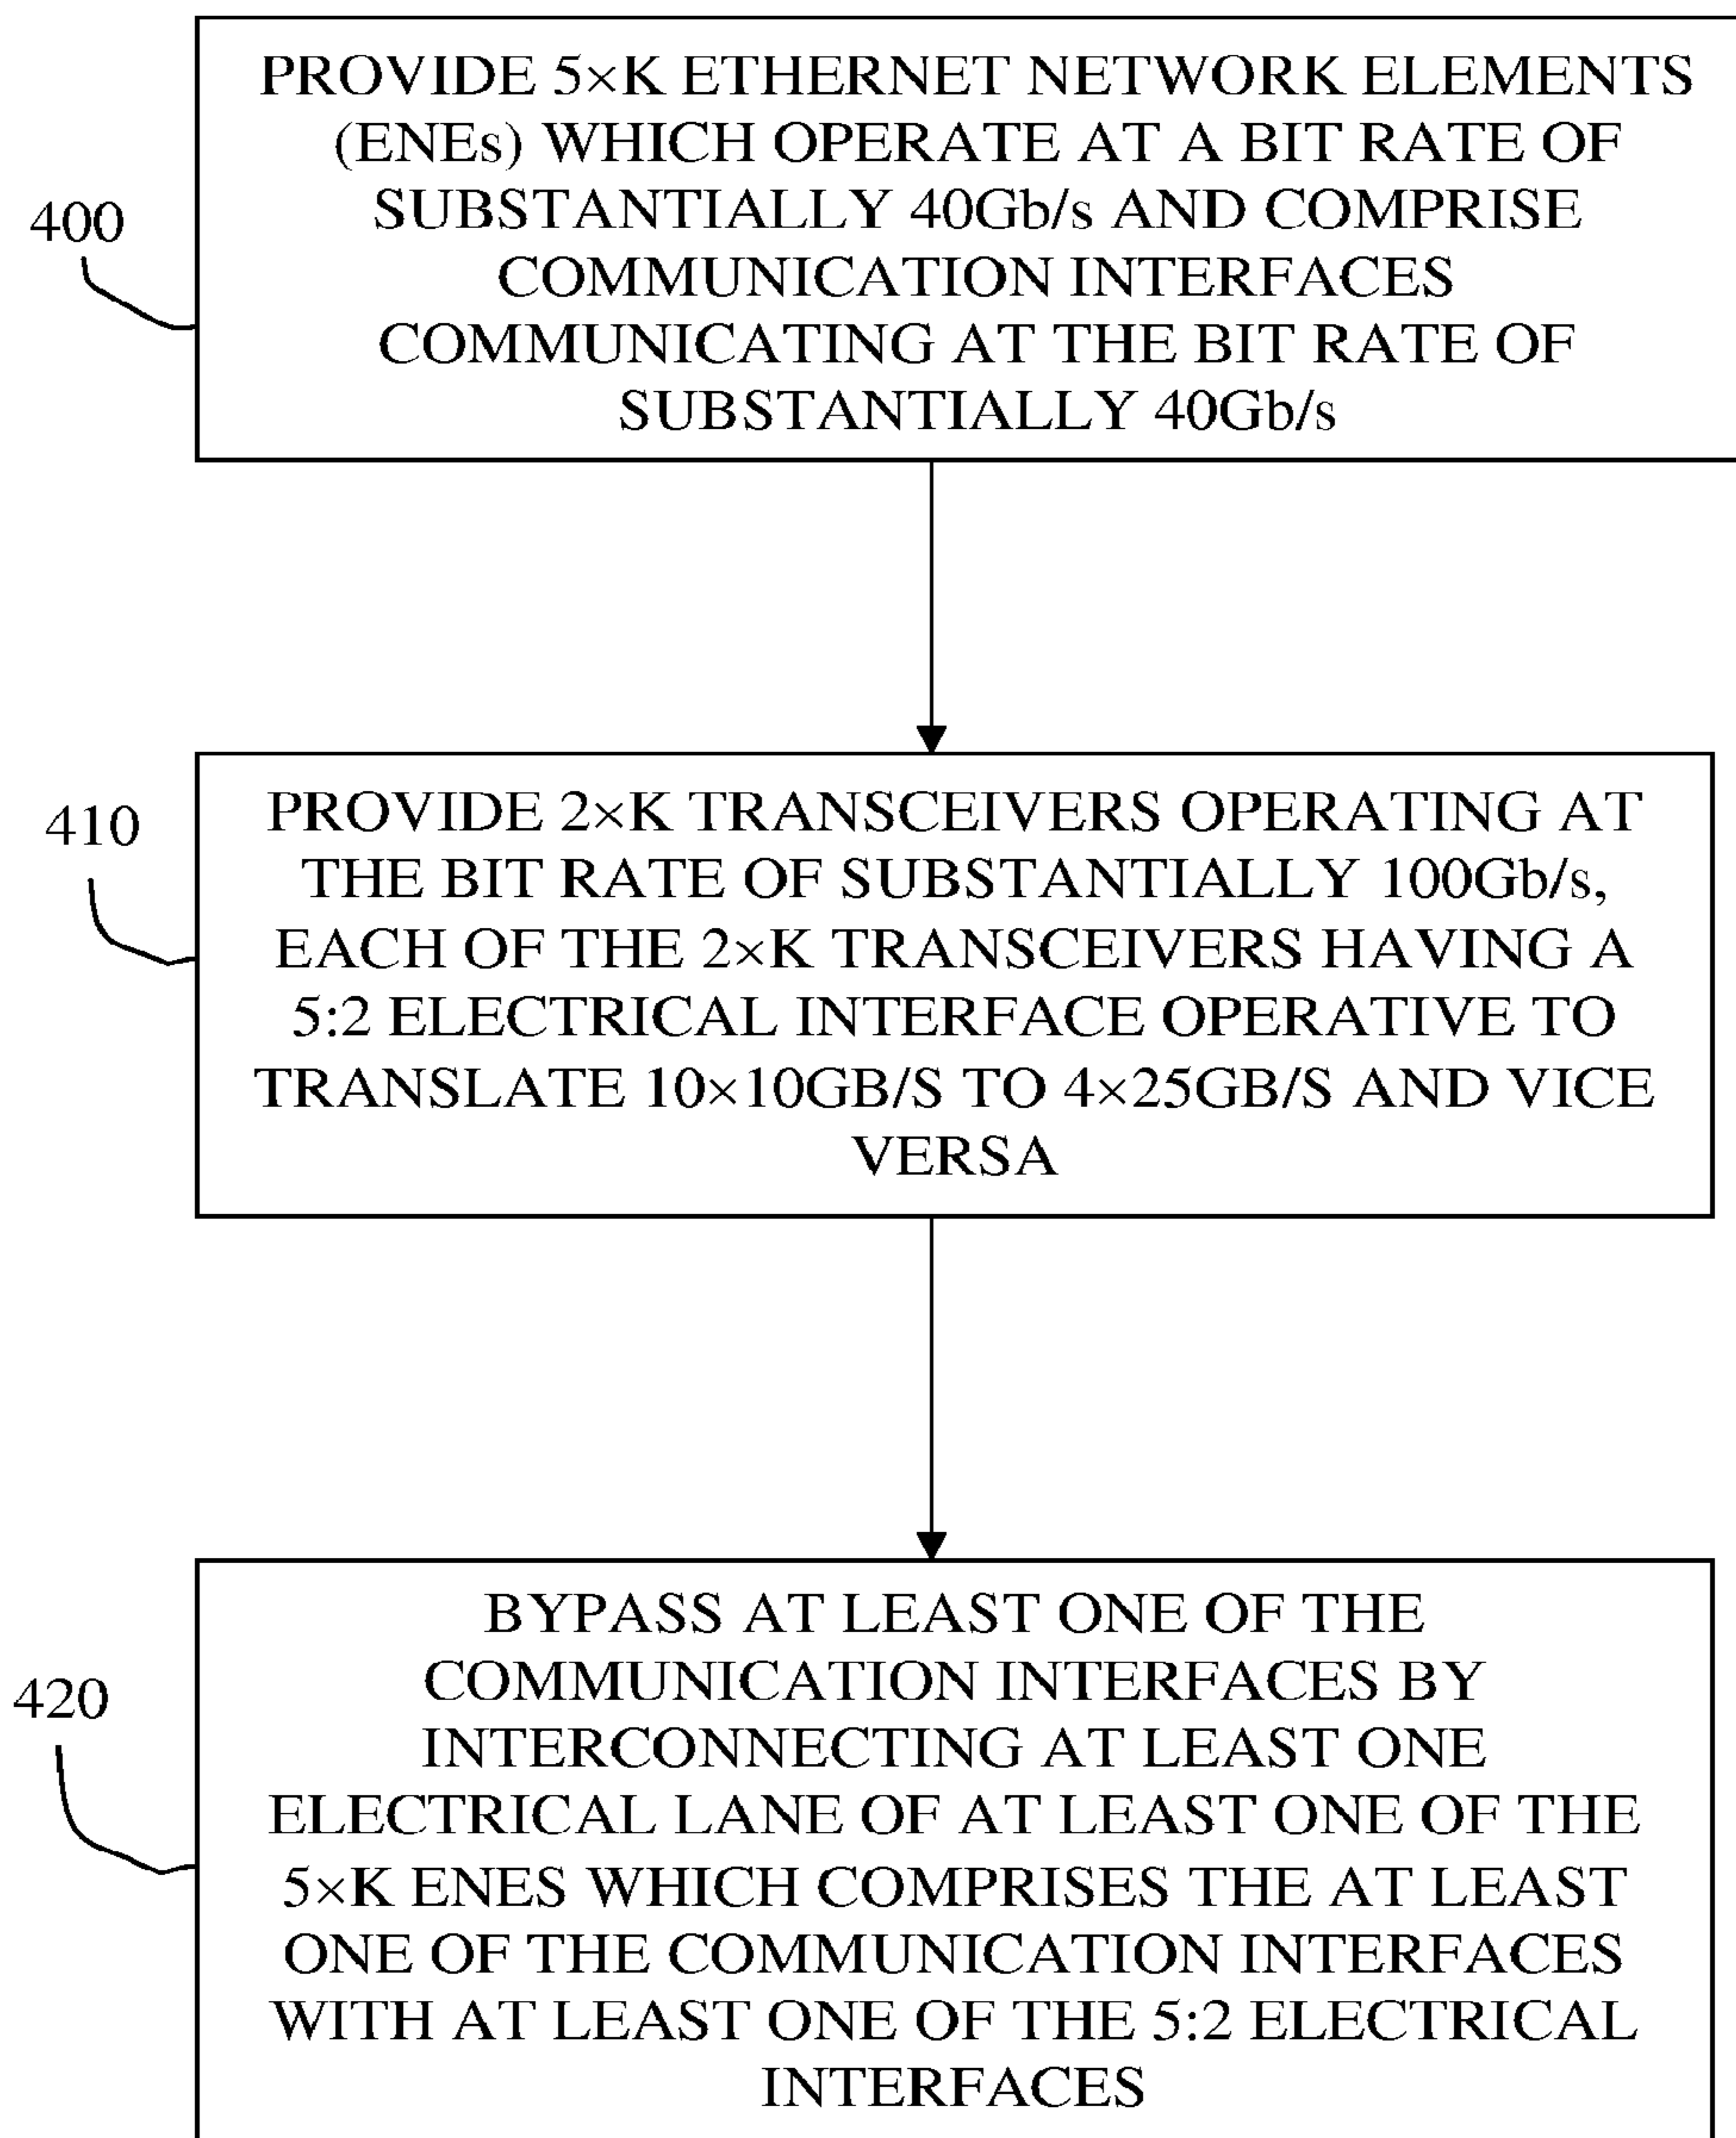 PROVIDE 5×K ETHERNET NETWORK ELEMENTS
(ENEs) WHICH OPERATE AT A BIT RATE OF
SUBSTANTIALLY 40Gb/s AND COMPRISE
COMMUNICATION INTERFACES
COMMUNICATING AT THE BIT RATE OF
SUBSTANTIALLY 40Gb/s
400
PROVIDE 2×K TRANSCEIVERS OPERATING AT
THE BIT RATE OF SUBSTANTIALLY 100Gb/s,
EACH OF THE 2×K TRANSCEIVERS HAVING A
5:2 ELECTRICAL INTERFACE OPERATIVE TO
TRANSLATE 10×10GB/S TO 4×25GB/S AND VICE
VERSA
410
BYPASS AT LEAST ONE OF THE
COMMUNICATION INTERFACES BY
INTERCONNECTING AT LEAST ONE
ELECTRICAL LANE OF AT LEAST ONE OF THE
5×K ENES WHICH COMPRISES THE AT LEAST
ONE OF THE COMMUNICATION INTERFACES
WITH AT LEAST ONE OF THE 5:2 ELECTRICAL
INTERFACES
420